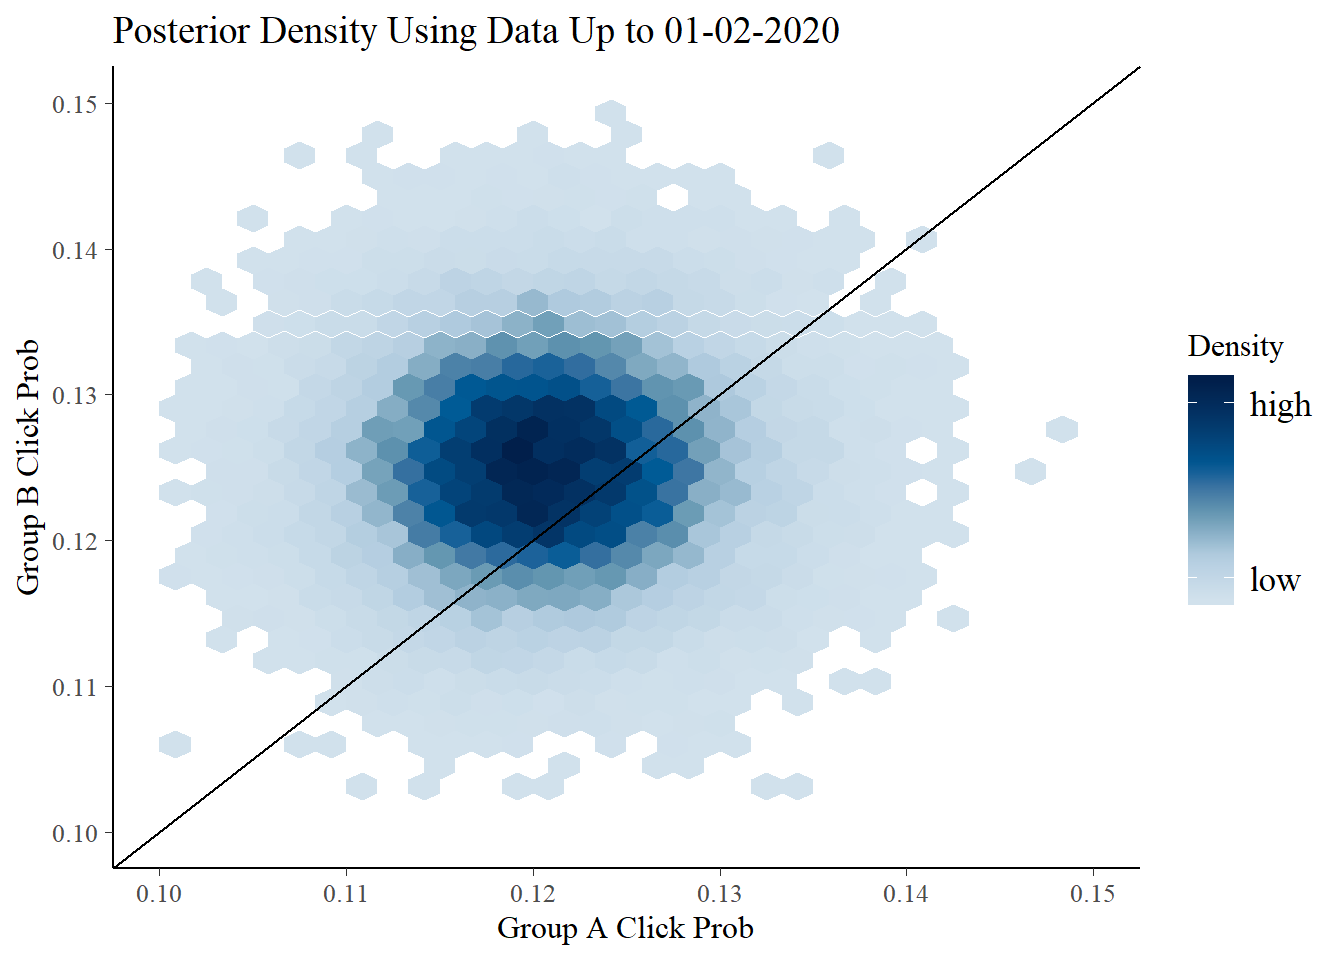 Posterior Density Using Data Up to 01-02-2020
0.15
0.14
0.13
0.12
0.11
0.10
Group B Click Prob
0.10 0.11 0.12 0.13 0.14 0.15
Group A Click Prob
Density
high
low